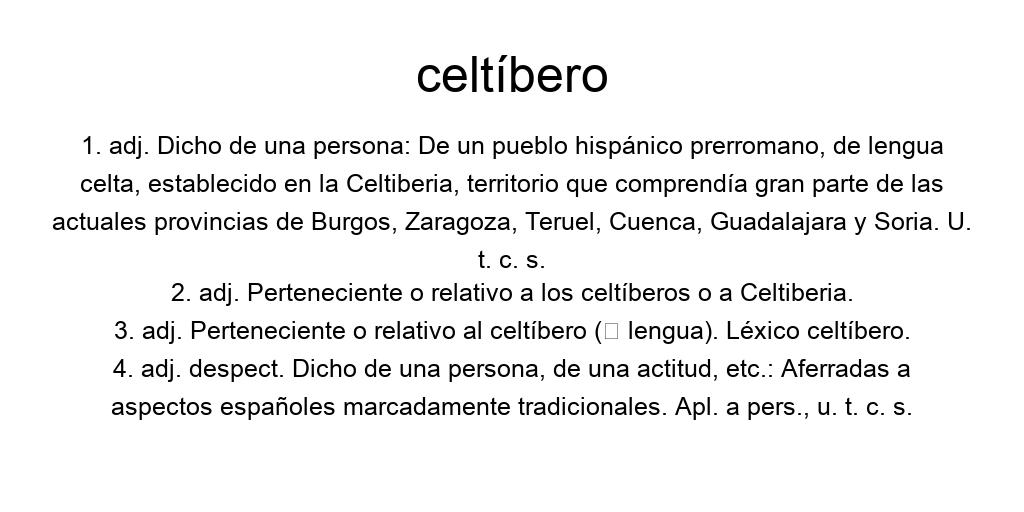 celtíbero
1. adj. Dicho de una persona: De un pueblo hispánico prerromano, de lengua
celta, establecido en la Celtiberia, territorio que comprendía gran parte de las
actuales provincias de Burgos, Zaragoza, Teruel, Cuenca, Guadalajara y Soria. U.
t. c. s.
2. adj. Perteneciente o relativo a los celtíberos o a Celtiberia.
3. adj. Perteneciente o relativo al celtíbero (▯ lengua). Léxico celtíbero.
4. adj. despect. Dicho de una persona, de una actitud, etc.: Aferradas a
aspectos españoles marcadamente tradicionales. Apl. a pers., u. t. c. s.